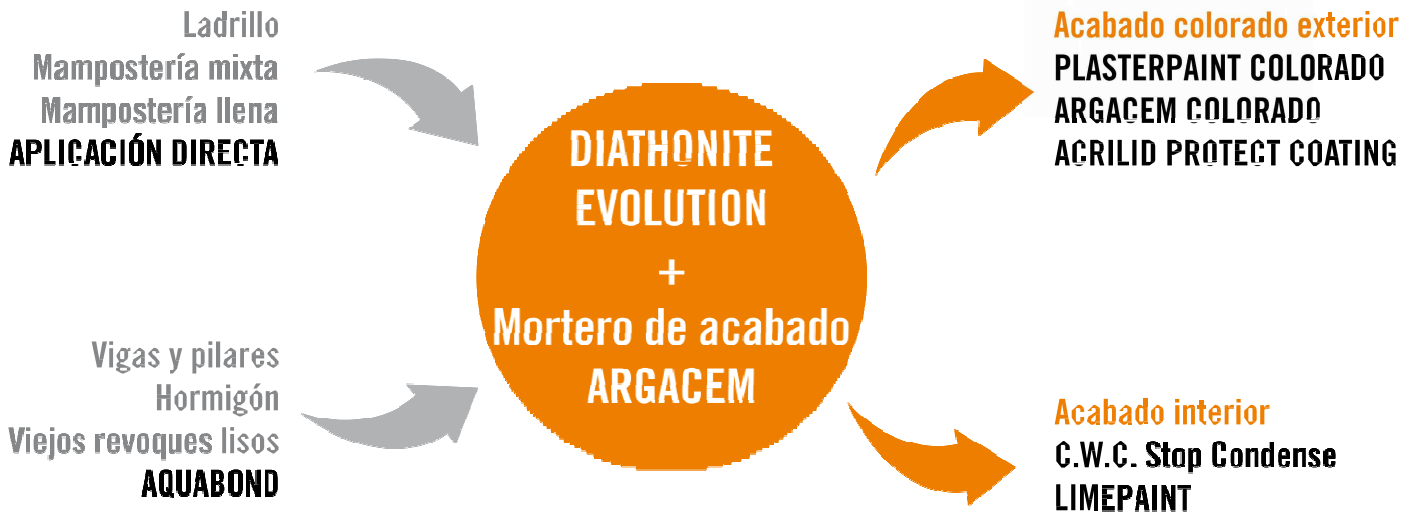 Ladrillo
Mampostería mixta
Mampostería llena
APLICACIÓN DIRECTA
Vigas y pilares
Hormigón
Viejos revoques lisos
AQUABOND
DIATHONITE
EVOLUTION
+
Mortero de acabado
ARGACEM
Acabado colorado exterior
PLASTERPAINT COLORADO
ARGACEM COLORADO
ACRILID PROTECT COATING
Acabado interior
C.W.C. Stop Condense
LIMEPAINT